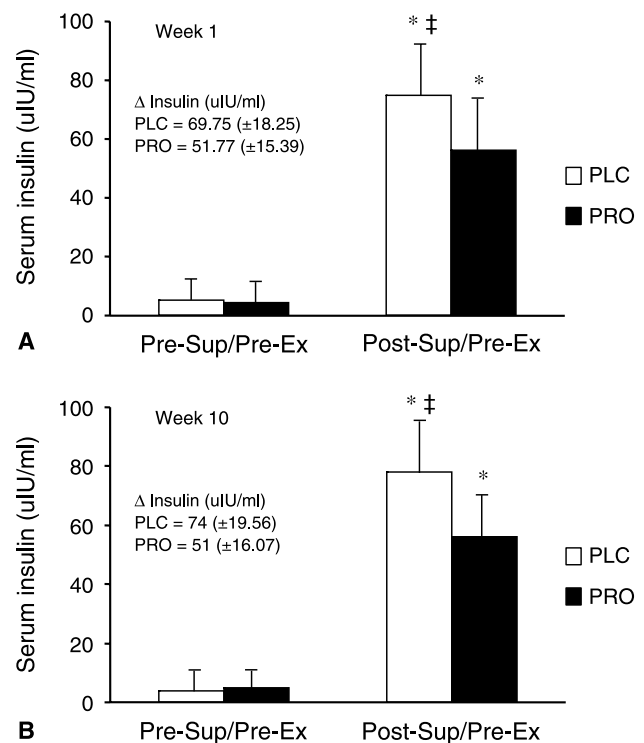 100
80
60
40
20
0
Serum insulin (uIU/ml)
Week 1
Δ Insulin (uIU/ml)
PLC = 69.75 (±18.25)
PRO = 51.77 (±15.39)
* ‡
*
PLC
PRO
A
Pre-Sup/Pre-Ex
Post-Sup/Pre-Ex
100
80
60
40
20
0
Serum insulin (uIU/ml)
Week 10
Δ Insulin (uIU/ml)
PLC = 74 (±19.56)
PRO = 51 (±16.07)
* ‡
*
PLC
PRO
B
Pre-Sup/Pre-Ex
Post-Sup/Pre-Ex